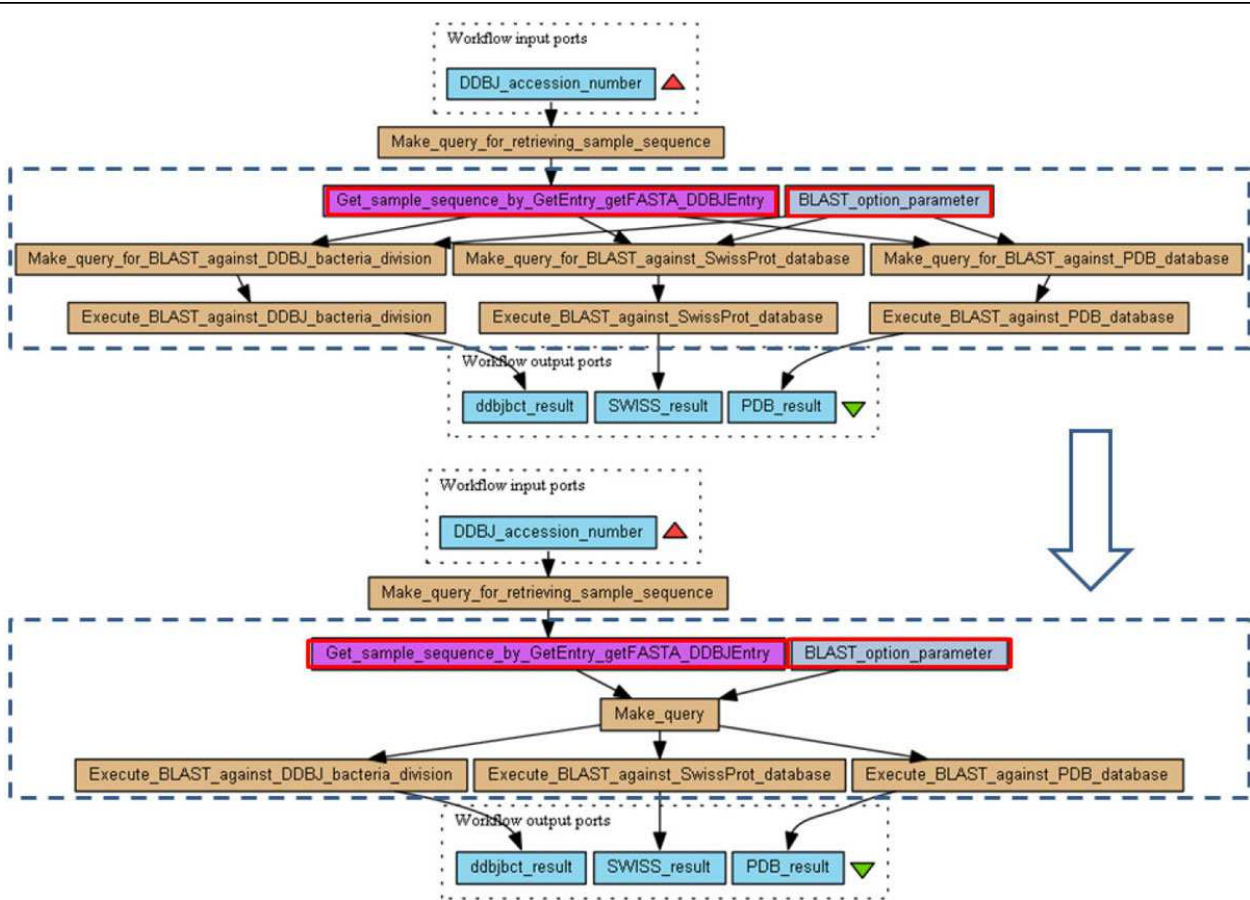 Workflow input ports
DDBJ_accession_number
Make_query_for_retrieving_sample_sequence
Get_sample_sequence_by_GetEntry_getFASTA_DDBJEntry
BLAST_option_parameter
Make_query_for_BLAST_against_DDBJ_bacteria_division
Make_query_for_BLAST_against_SwissProt_database
Make_query_for_BLAST_against_PDB_database
Execute_BLAST_against_DDBJ_bacteria_division
Execute_BLAST_against_SwissProt_database
Execute_BLAST_against_PDB_database
Workflow output ports
ddbjbct_result
SWISS_result
PDB_result
Workflow input ports
DDBJ_accession_number
Make_query_for_retrieving_sample_sequence
Get_sample_sequence_by_GetEntry_getFASTA_DDBJEntry
BLAST_option_parameter
Make_query
Execute_BLAST_against_DDBJ_bacteria_division
Execute_BLAST_against_SwissProt_database
Execute_BLAST_against_PDB_database
Workflow output ports
ddbjbct_result
SWISS_result
PDB_result